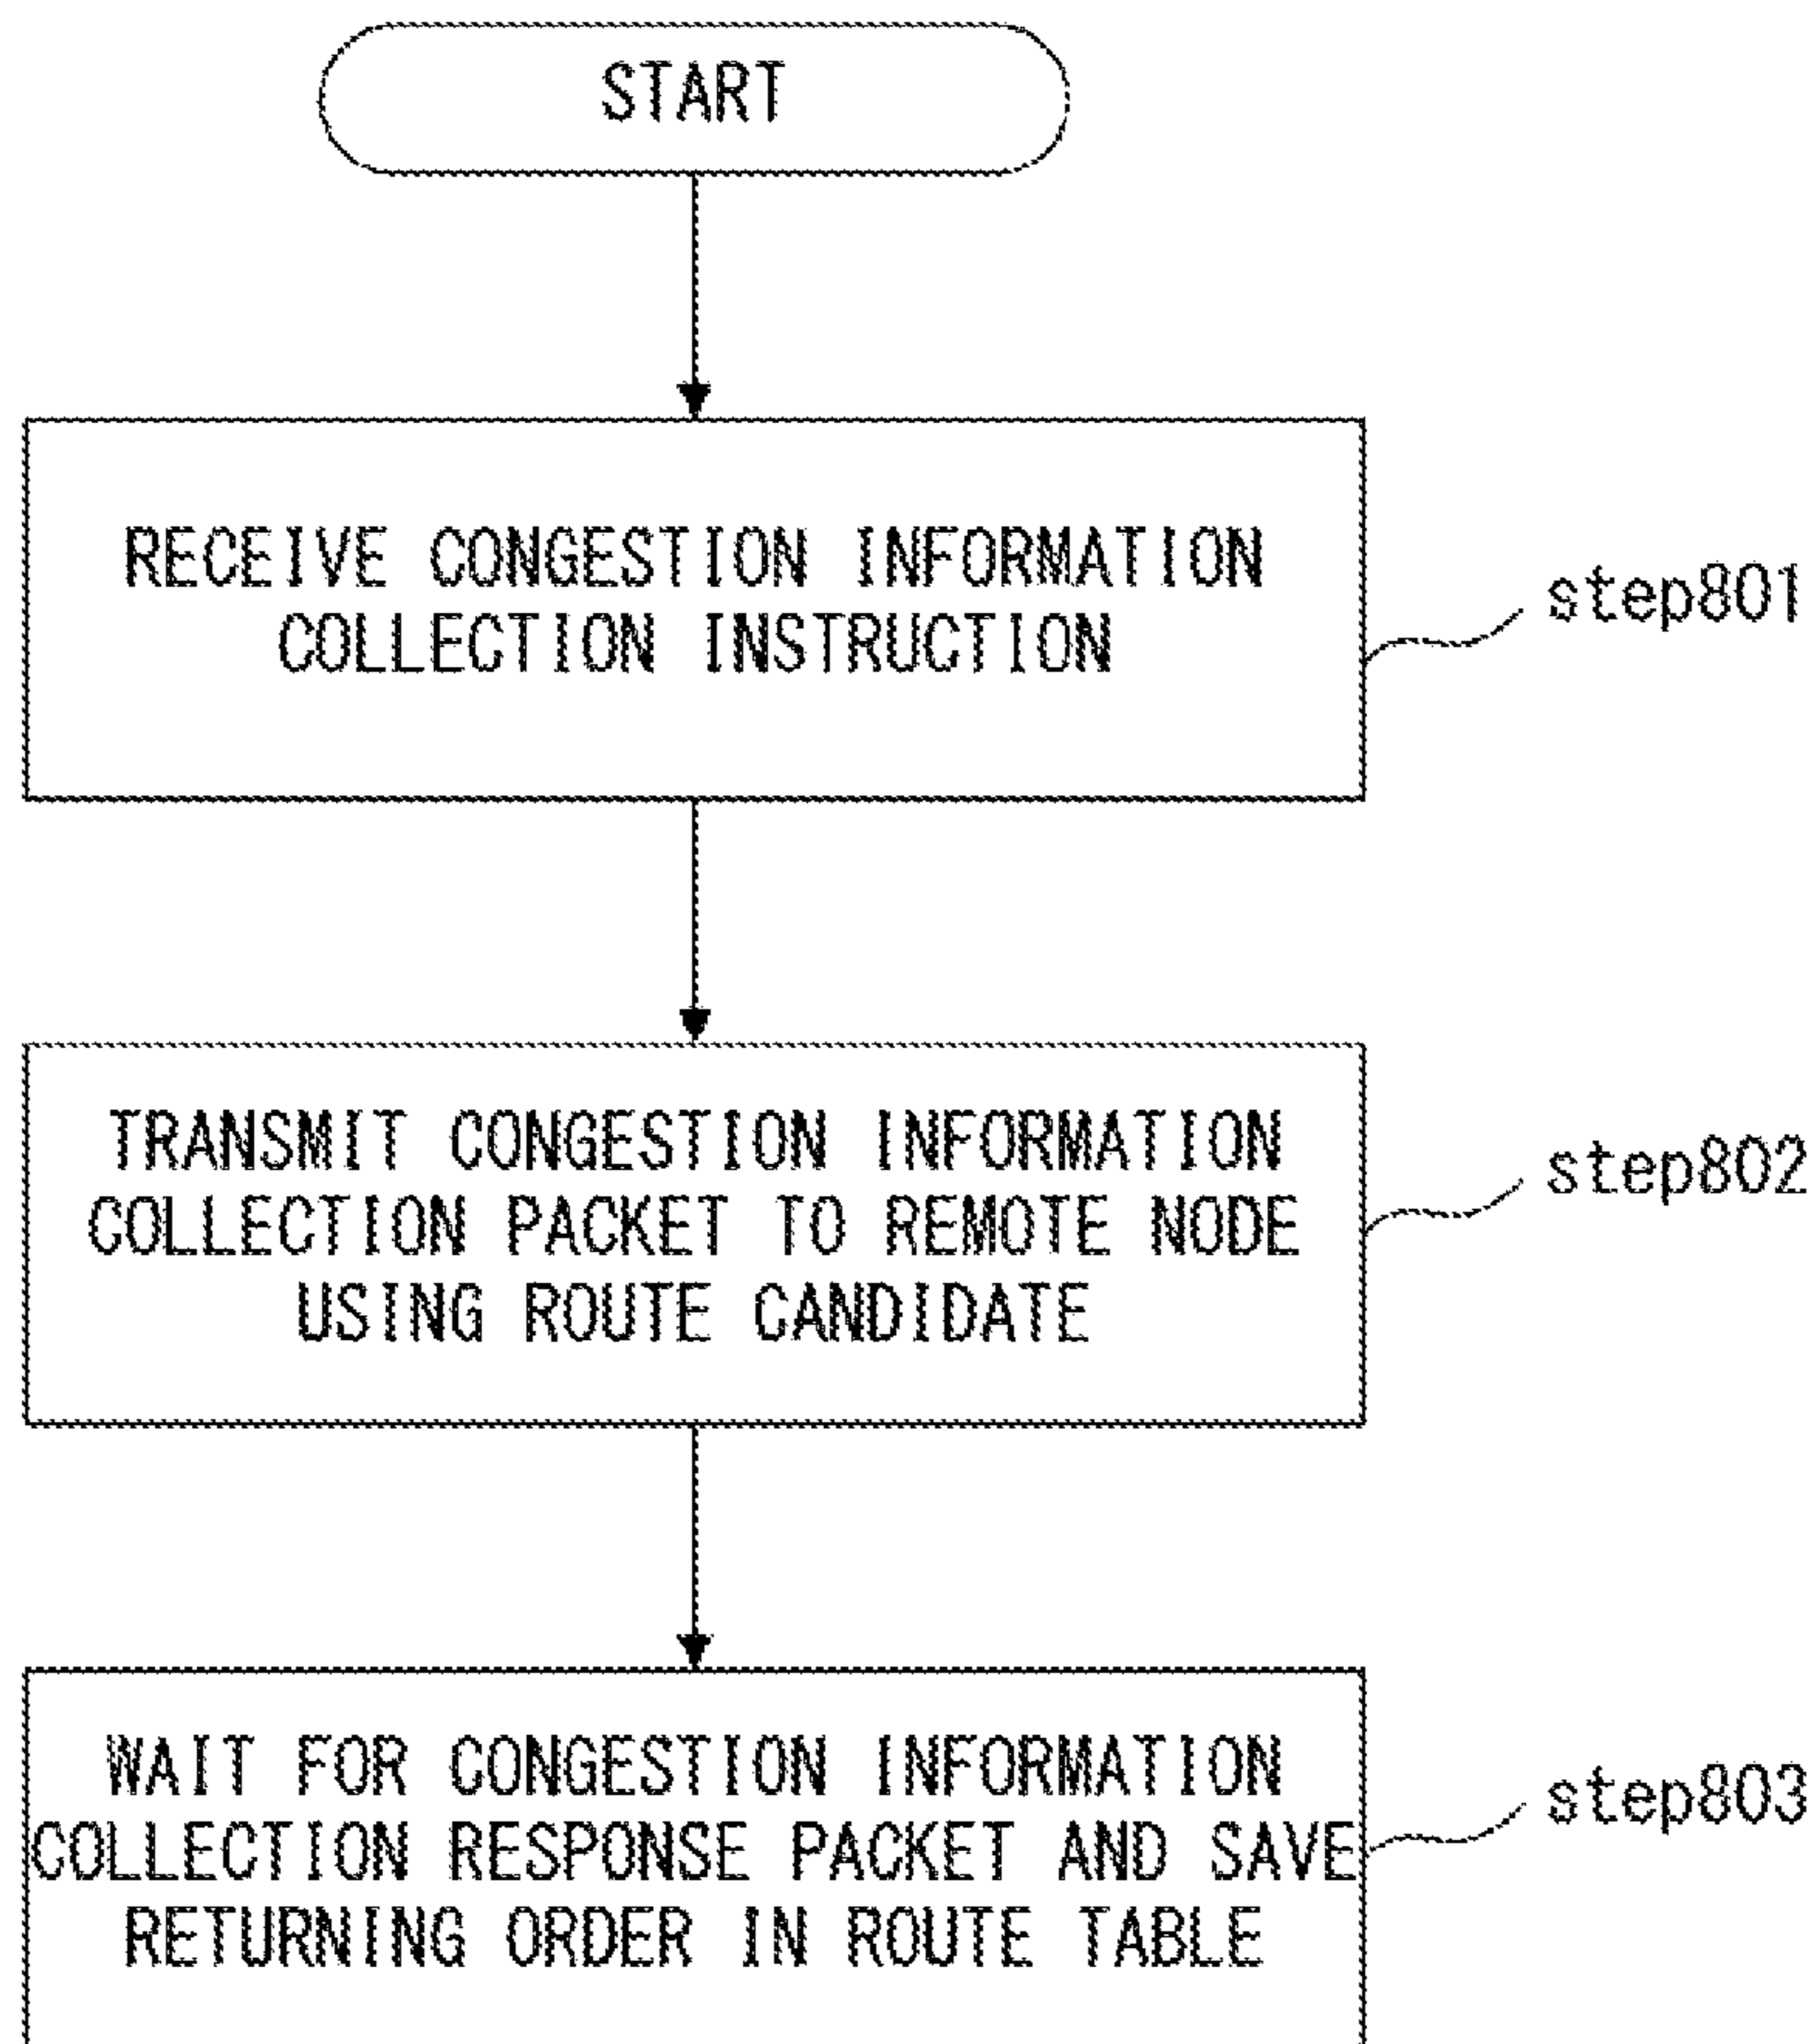 START
RECEIVE CONGESTION INFORMATION
COLLECTION INSTRUCTION
step801
TRANSMIT CONGESTION INFORMATION
COLLECTION PACKET TO REMOTE NODE
USING ROUTE CANDIDATE
step802
WAIT FOR CONGESTION INFORMATION
COLLECTION RESPONSE PACKET AND SAVE
RETURNING ORDER IN ROUTE TABLE
step803